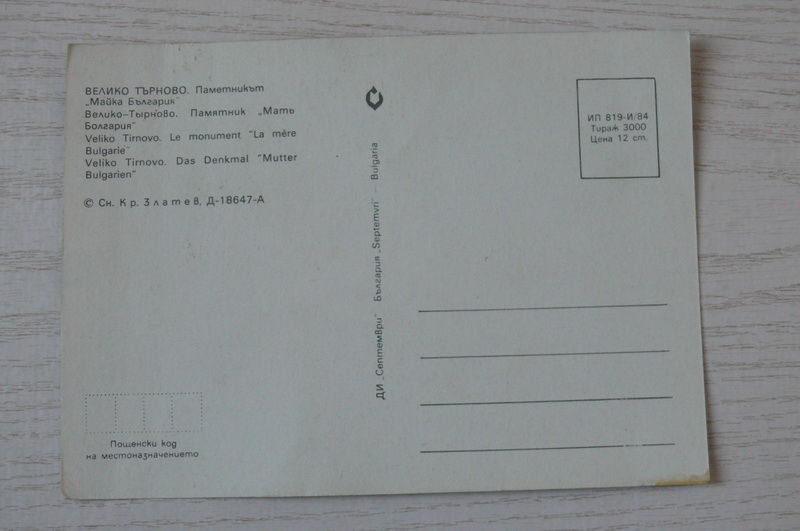 ВЕЛИКО ТЪРНОВО. Паметникът
„Майка България"
Велико-Тырново. Памятник „Мать
Болгария"
Veliko Tirnovo. Le monument "La mère
Bulgarie"
Veliko Tirnovo. Das Denkmal "Mutter
Bulgarien"
© Сн. Кр. Златев, Д-18647-А
ДИ „Септември" България „Septemvri" Bulgaria
ИП 819-И/84
Тираж 3000
Цена 12 ст.
Пощенски код
на местоназначението